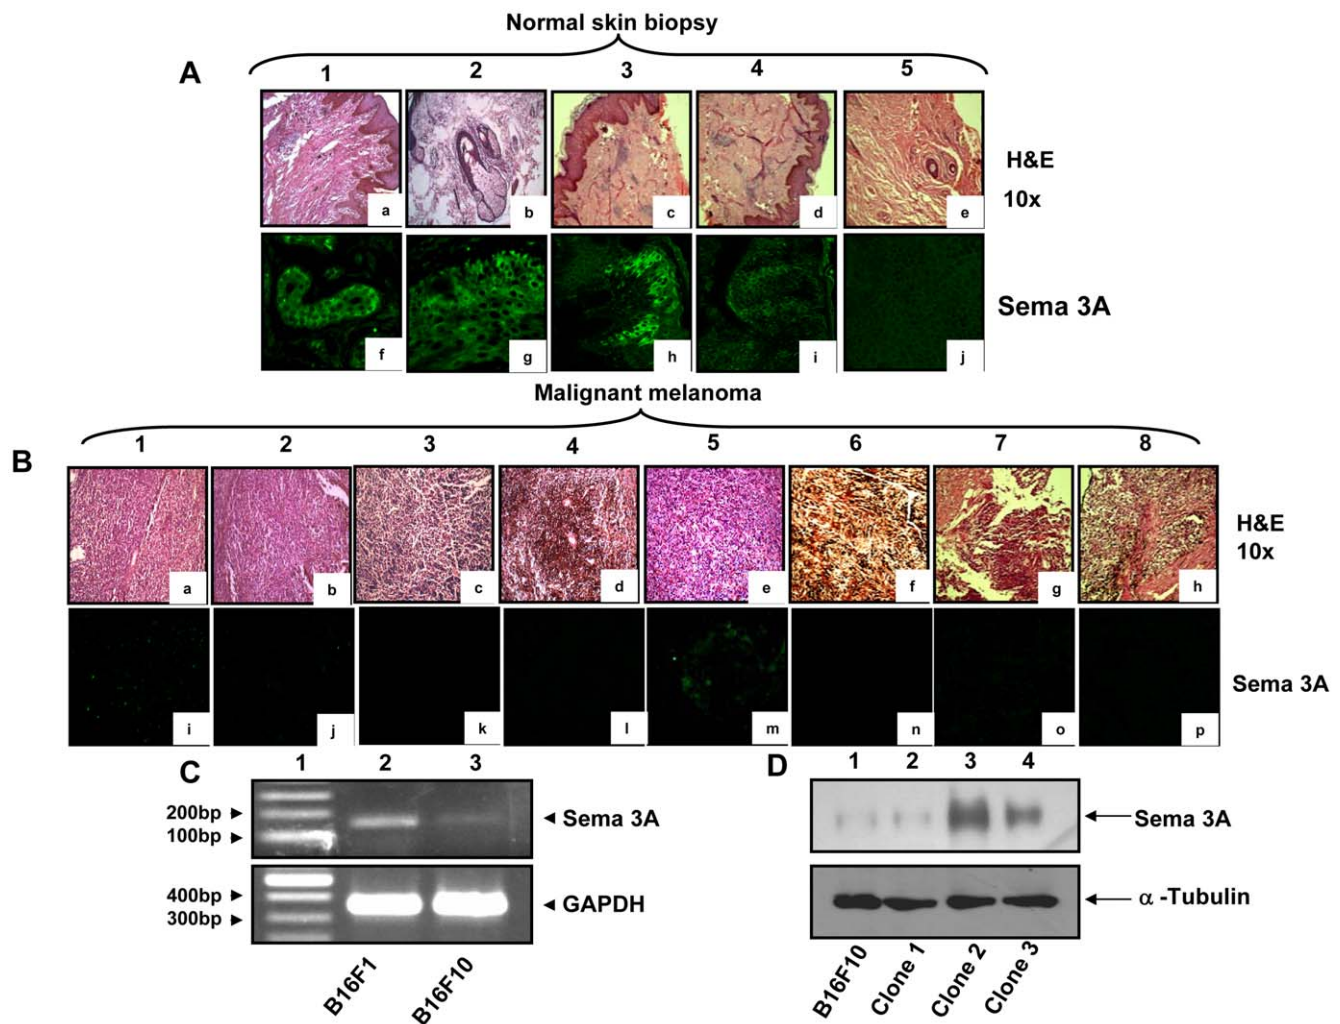 Normal skin biopsy
A
1 2 3 4 5
a b c d e
H&E
10x
f g h i j
Sema 3A
Malignant melanoma
B
1 2 3 4 5 6 7 8
a b c d e f g h
H&E
10x
i j k l m n o p
Sema 3A
C
1 2 3
200bp
100bp
Sema 3A
400bp
300bp
GAPDH
B16F1 B16F10
D
1 2 3 4
Sema 3A
α -Tubulin
B16F10 Clone 1 Clone 2 Clone 3